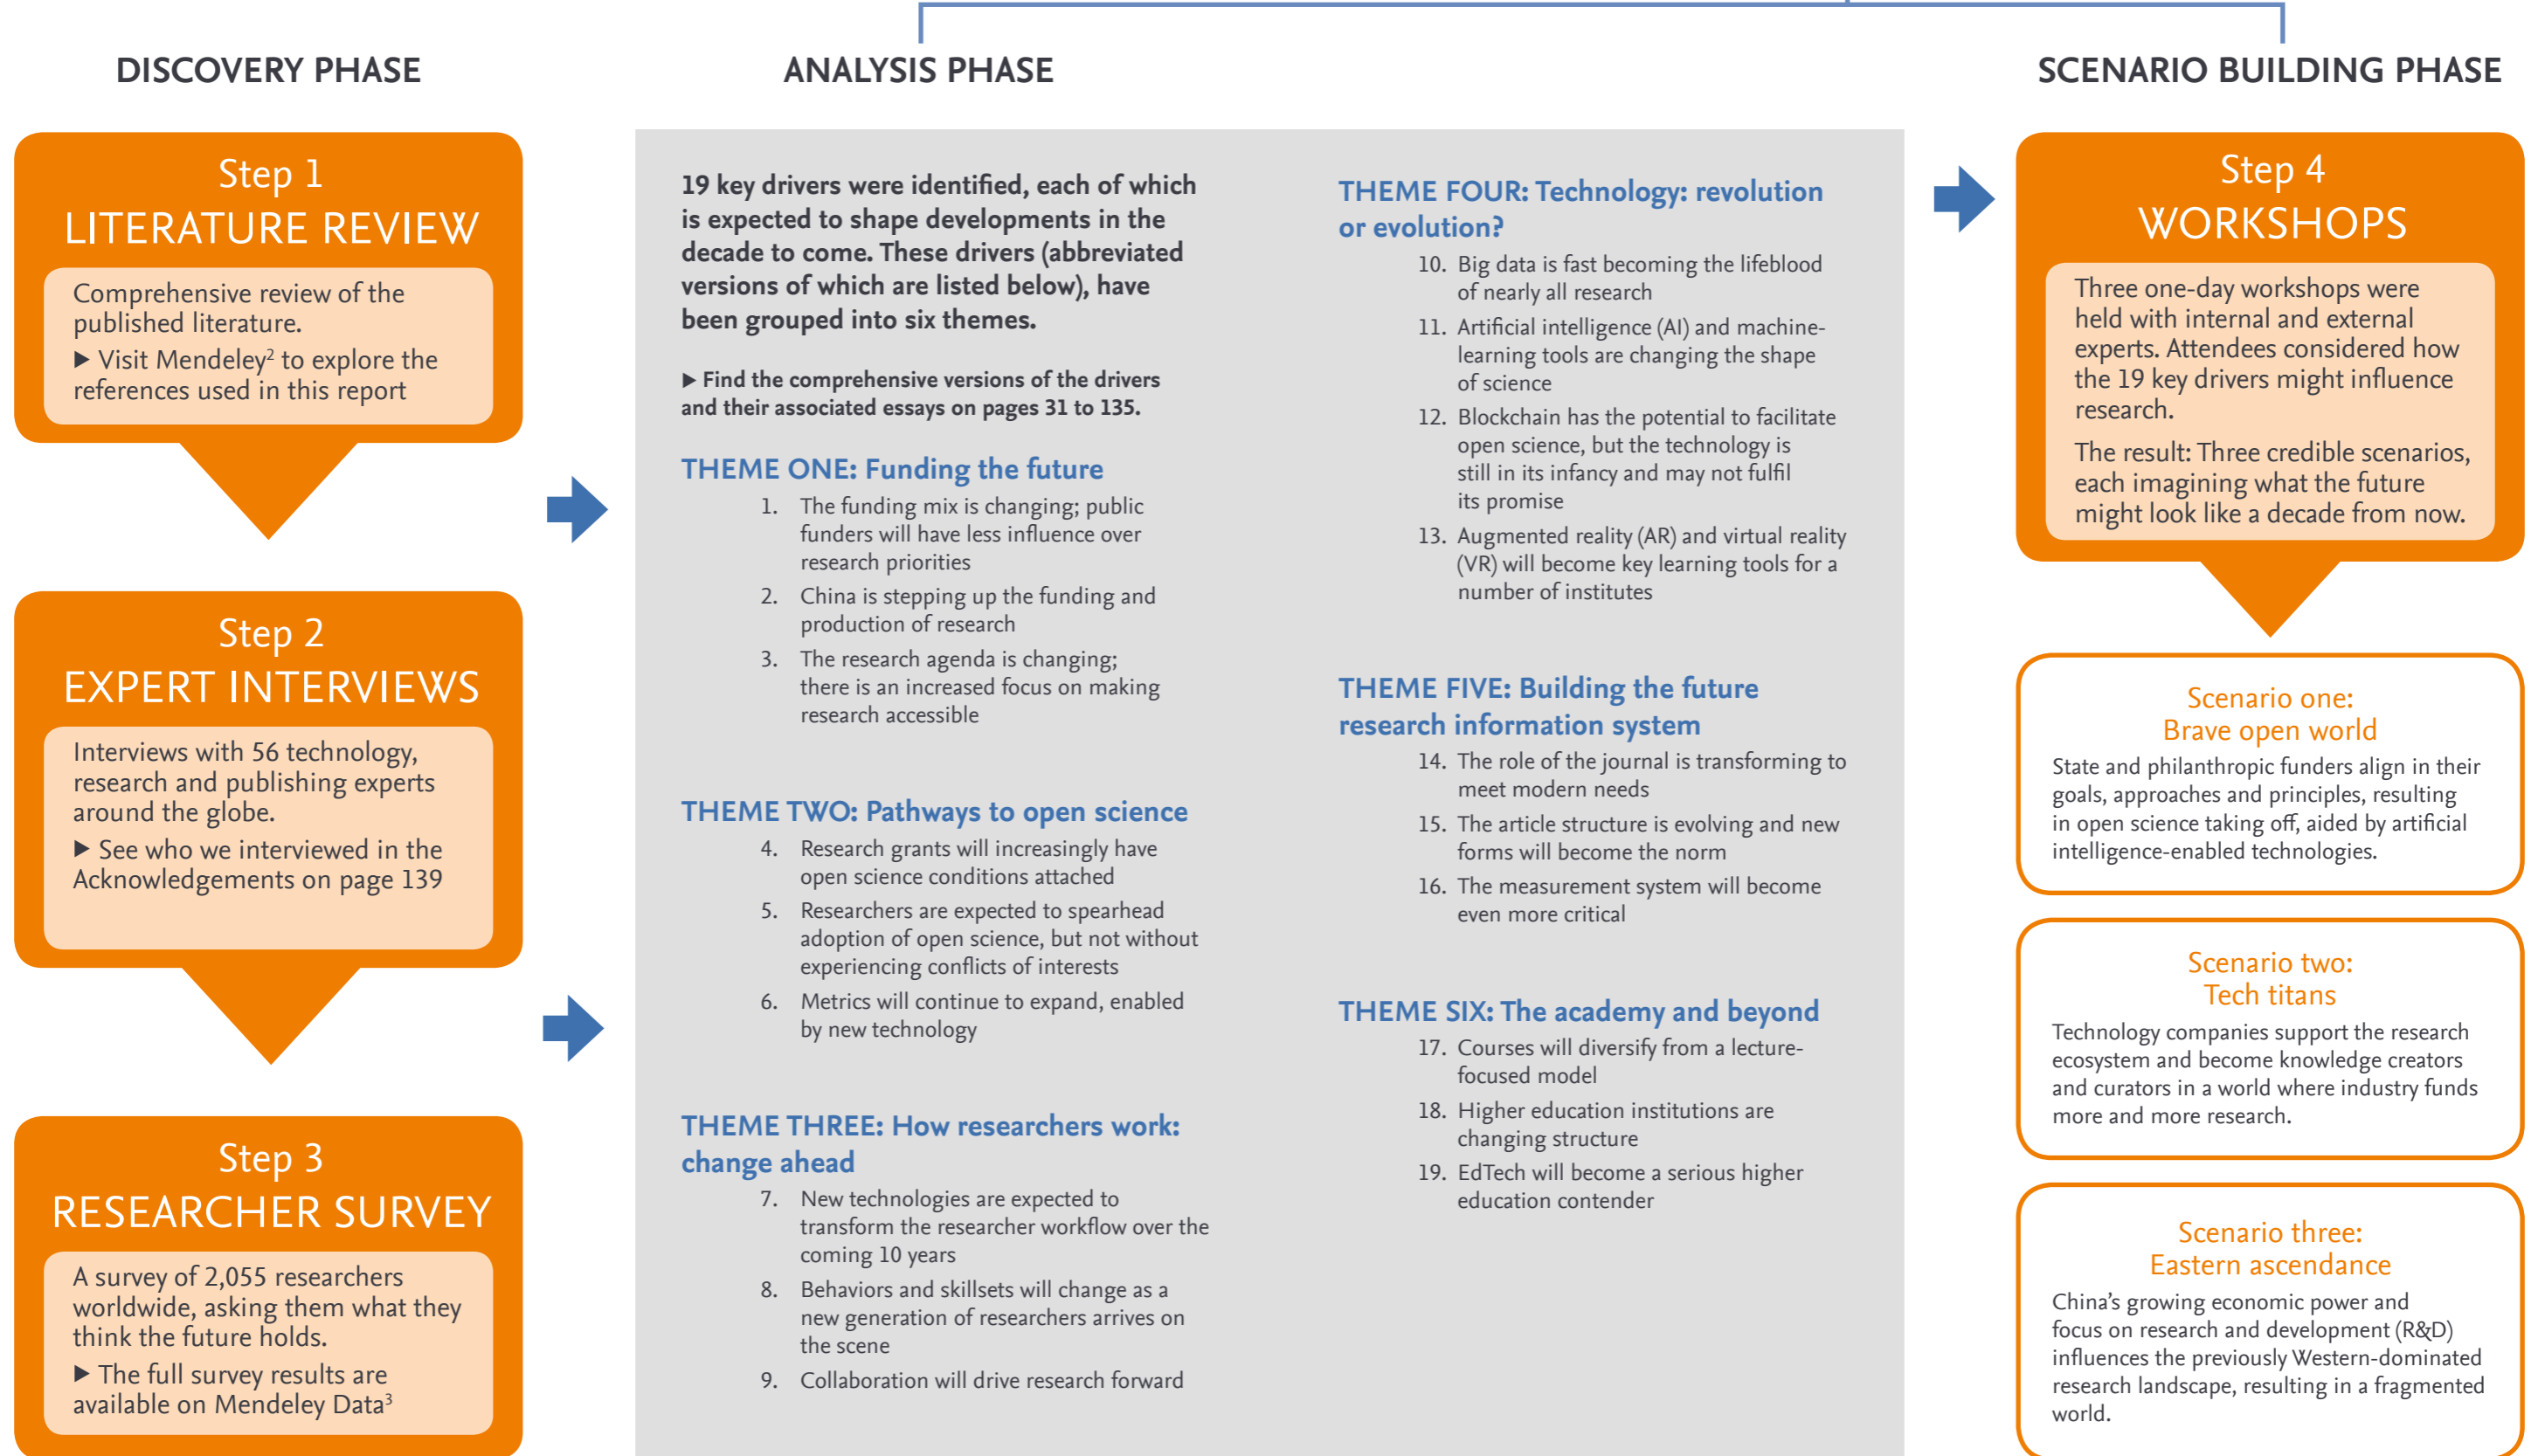 DISCOVERY PHASE
Step 1
LITERATURE REVIEW
Comprehensive review of the
published literature.
▶ Visit Mendeley² to explore the
references used in this report
Step 2
EXPERT INTERVIEWS
Interviews with 56 technology,
research and publishing experts
around the globe.
▶ See who we interviewed in the
Acknowledgements on page 139
Step 3
RESEARCHER SURVEY
A survey of 2,055 researchers
worldwide, asking them what they
think the future holds.
▶ The full survey results are
available on Mendeley Data³
ANALYSIS PHASE
19 key drivers were identified, each of which
is expected to shape developments in the
decade to come. These drivers (abbreviated
versions of which are listed below), have
been grouped into six themes.
▶ Find the comprehensive versions of the drivers
and their associated essays on pages 31 to 135.
THEME ONE: Funding the future
1. The funding mix is changing; public
funders will have less influence over
research priorities
2. China is stepping up the funding and
production of research
3. The research agenda is changing;
there is an increased focus on making
research accessible
THEME TWO: Pathways to open science
4. Research grants will increasingly have
open science conditions attached
5. Researchers are expected to spearhead
adoption of open science, but not without
experiencing conflicts of interests
6. Metrics will continue to expand, enabled
by new technology
THEME THREE: How researchers work:
change ahead
7. New technologies are expected to
transform the researcher workflow over the
coming 10 years
8. Behaviors and skillsets will change as a
new generation of researchers arrives on
the scene
9. Collaboration will drive research forward
THEME FOUR: Technology: revolution
or evolution?
10. Big data is fast becoming the lifeblood
of nearly all research
11. Artificial intelligence (AI) and machine-
learning tools are changing the shape
of science
12. Blockchain has the potential to facilitate
open science, but the technology is
still in its infancy and may not fulfil
its promise
13. Augmented reality (AR) and virtual reality
(VR) will become key learning tools for a
number of institutes
THEME FIVE: Building the future
research information system
14. The role of the journal is transforming to
meet modern needs
15. The article structure is evolving and new
forms will become the norm
16. The measurement system will become
even more critical
THEME SIX: The academy and beyond
17. Courses will diversify from a lecture-
focused model
18. Higher education institutions are
changing structure
19. EdTech will become a serious higher
education contender
SCENARIO BUILDING PHASE
Step 4
WORKSHOPS
Three one-day workshops were
held with internal and external
experts. Attendees considered how
the 19 key drivers might influence
research.
The result: Three credible scenarios,
each imagining what the future
might look like a decade from now.
Scenario one:
Brave open world
State and philanthropic funders align in their
goals, approaches and principles, resulting
in open science taking off, aided by artificial
intelligence-enabled technologies.
Scenario two:
Tech titans
Technology companies support the research
ecosystem and become knowledge creators
and curators in a world where industry funds
more and more research.
Scenario three:
Eastern ascendance
China's growing economic power and
focus on research and development (R&D)
influences the previously Western-dominated
research landscape, resulting in a fragmented
world.